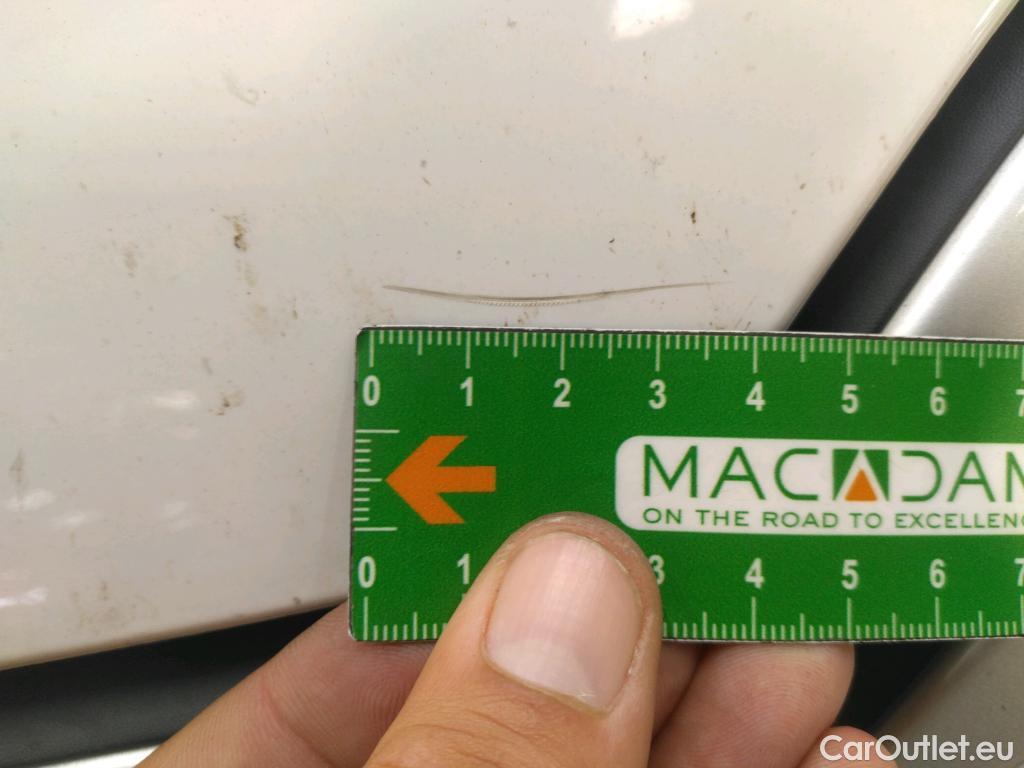 0 1 2 3 4 5 6 7
MACADAM
ON THE ROAD TO EXCELLENC
0 1 3 4 5 6 7
CarOutlet.eu